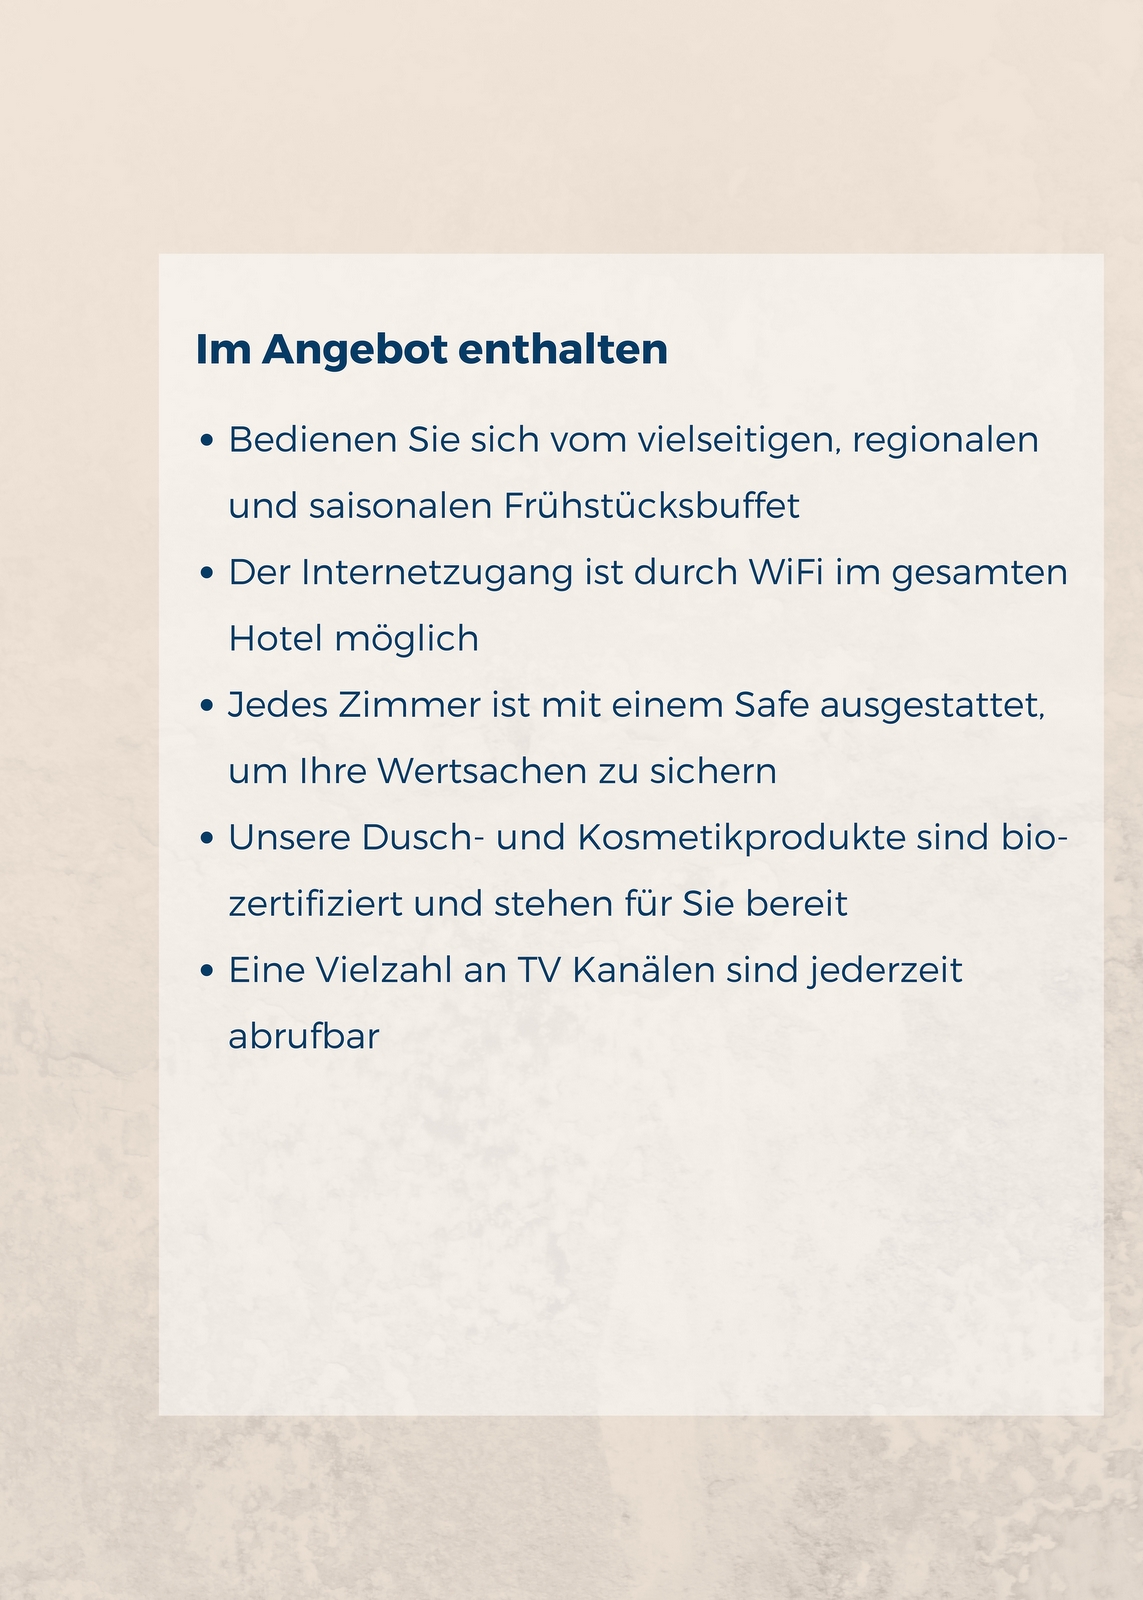 Im Angebot enthalten
• Bedienen Sie sich vom vielseitigen, regionalen
und saisonalen Frühstücksbuffet
• Der Internetzugang ist durch WiFi im gesamten
Hotel möglich
• Jedes Zimmer ist mit einem Safe ausgestattet,
um Ihre Wertsachen zu sichern
• Unsere Dusch- und Kosmetikprodukte sind bio-
zertifiziert und stehen für Sie bereit
• Eine Vielzahl an TV Kanälen sind jederzeit
abrufbar